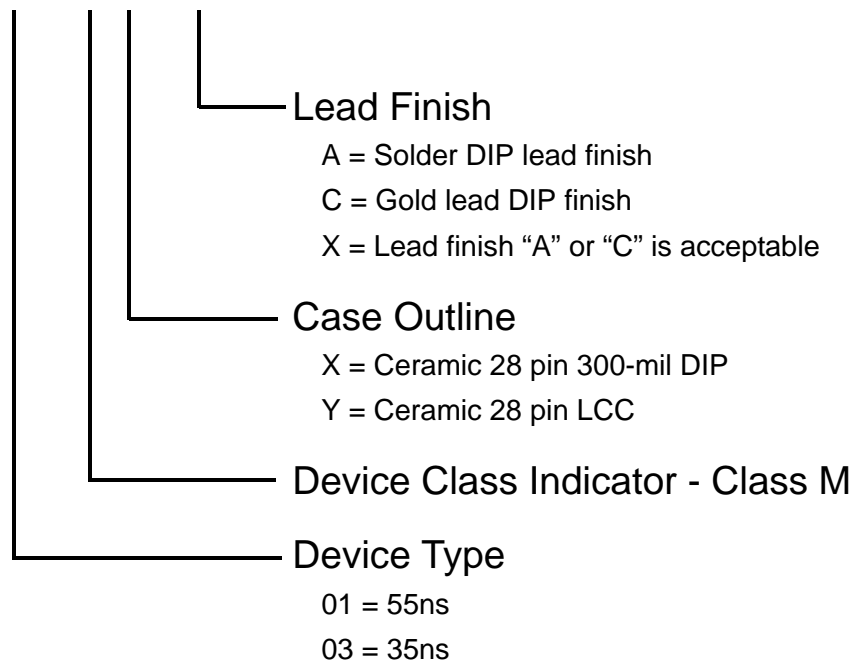 Lead Finish
A = Solder DIP lead finish
C = Gold lead DIP finish
X = Lead finish “A” or “C” is acceptable
Case Outline
X = Ceramic 28 pin 300-mil DIP
Y = Ceramic 28 pin LCC
Device Class Indicator - Class M
Device Type
01 = 55ns
03 = 35ns